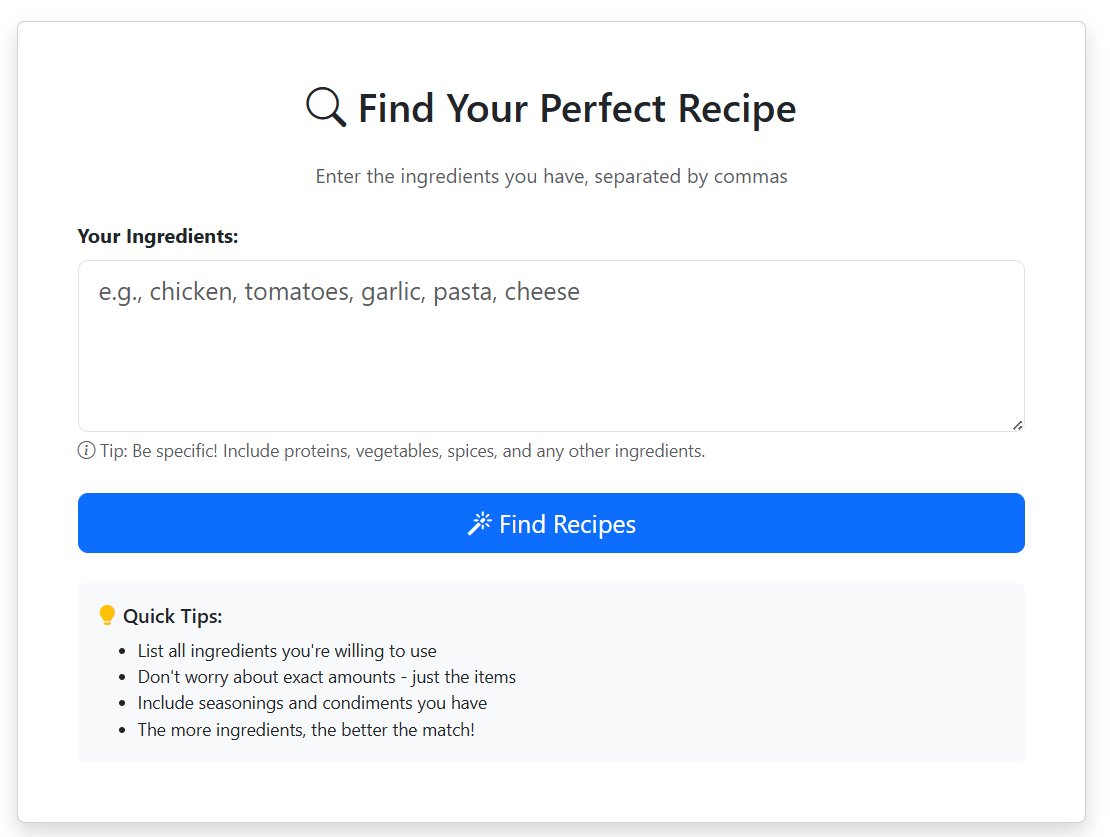 Find Your Perfect Recipe
Enter the ingredients you have, separated by commas
Your Ingredients:
e.g., chicken, tomatoes, garlic, pasta, cheese
Tip: Be specific! Include proteins, vegetables, spices, and any other ingredients.
Find Recipes
Quick Tips:
List all ingredients you're willing to use
Don't worry about exact amounts - just the items
Include seasonings and condiments you have
The more ingredients, the better the match!